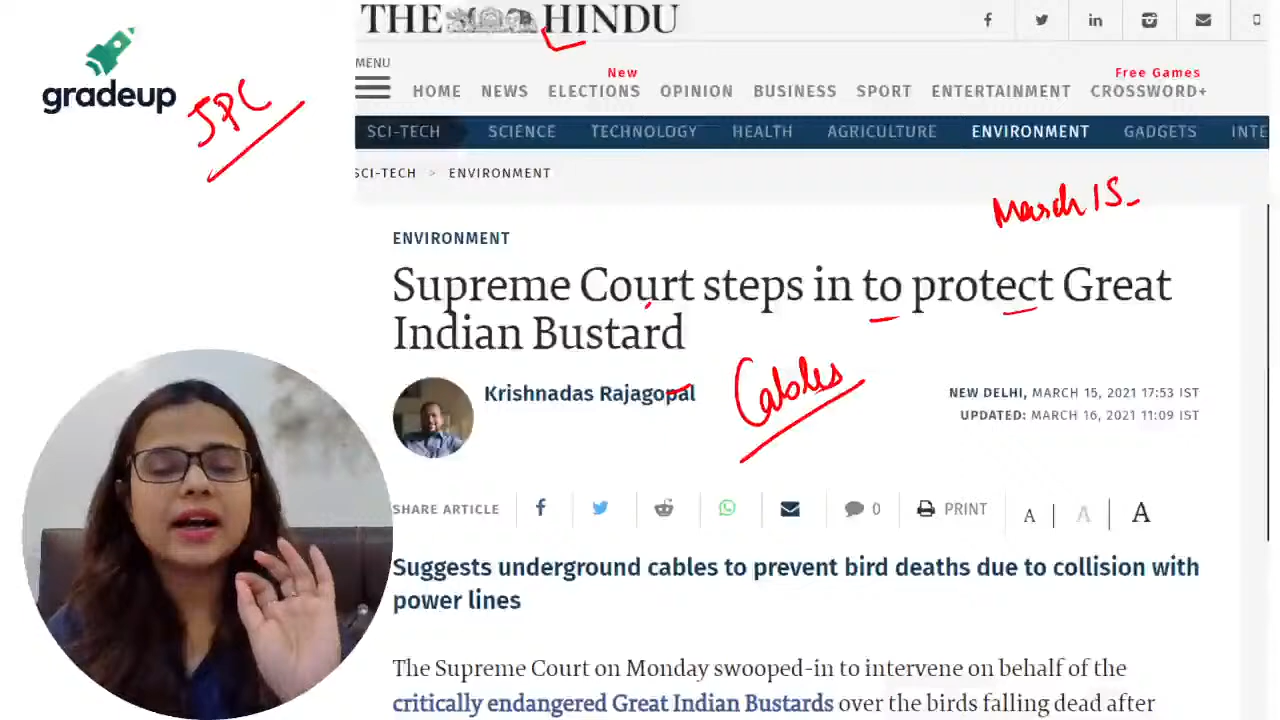 THE HINDU
gradeup
JPC
MENU
HOME NEWS New ELECTIONS OPINION BUSINESS SPORT ENTERTAINMENT Free Games CROSSWORD+
SCI-TECH SCIENCE TECHNOLOGY HEALTH AGRICULTURE ENVIRONMENT GADGETS INTE
SCI-TECH > ENVIRONMENT
March 15
ENVIRONMENT
Supreme Court steps in to protect Great
Indian Bustard
Krishnadas Rajagopal
Cables
NEW DELHI, MARCH 15, 2021 17:53 IST
UPDATED: MARCH 16, 2021 11:09 IST
SHARE ARTICLE 0 PRINT A | A | A
Suggests underground cables to prevent bird deaths due to collision with
power lines
The Supreme Court on Monday swooped-in to intervene on behalf of the
critically endangered Great Indian Bustards over the birds falling dead after